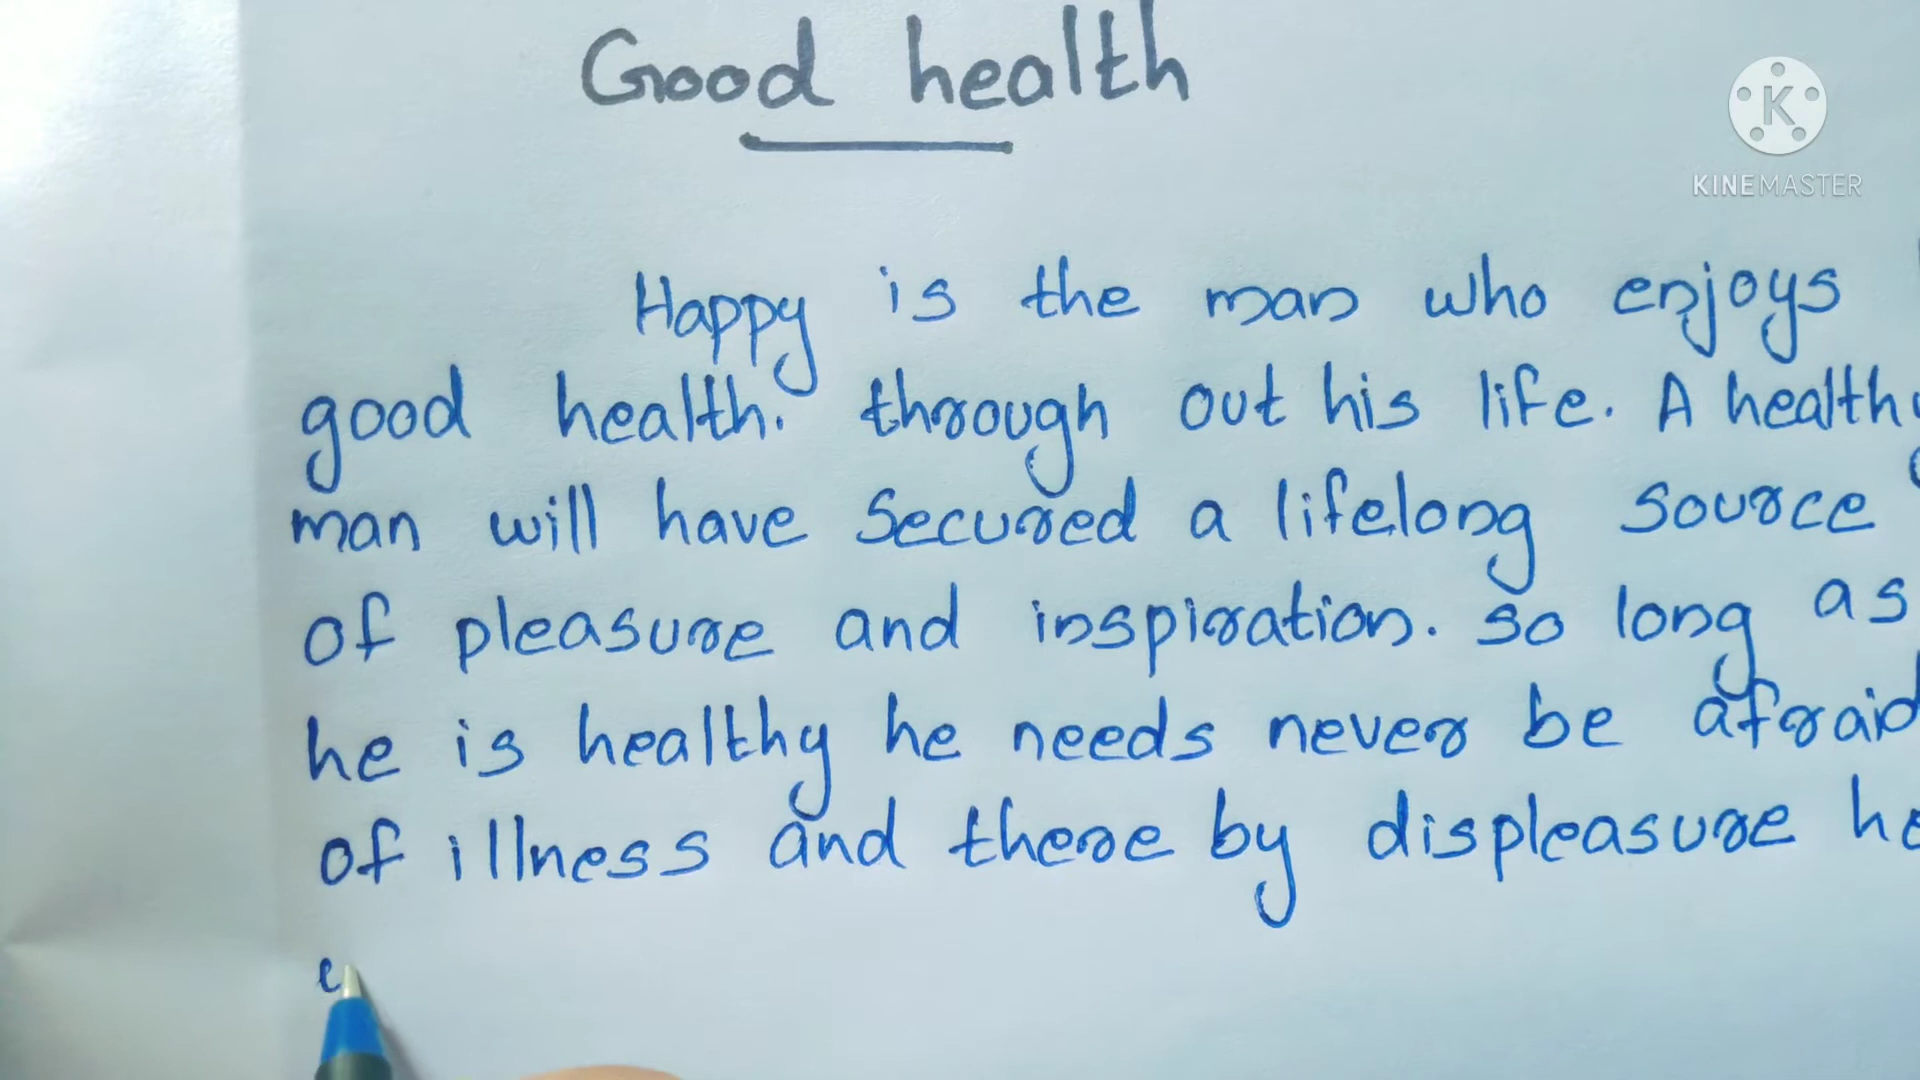 Good health
KINEMASTER
Happy is the man who enjoys
good health. through out his life. A healthy
man will have secured a lifelong source
of pleasure and inspiration. so long as
he is healthy he needs never be afraid
of illness and there by displeasure he